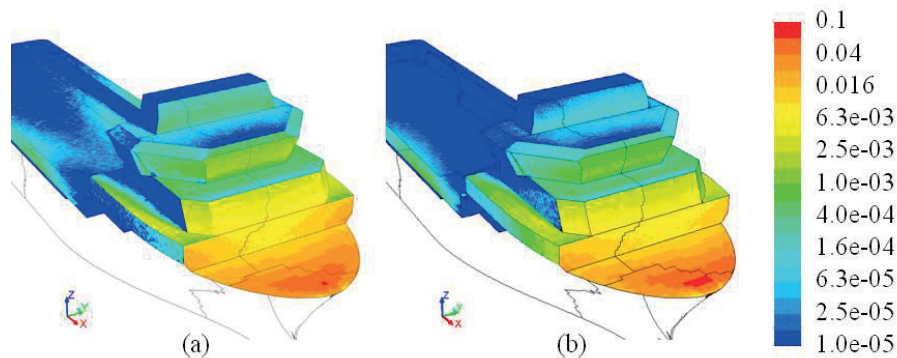 0.1
0.04
0.016
6.3e-03
2.5e-03
1.0e-03
4.0e-04
1.6e-04
6.3e-05
2.5e-05
1.0e-05
Z
Y
X
Z
Y
X
(a)
(b)